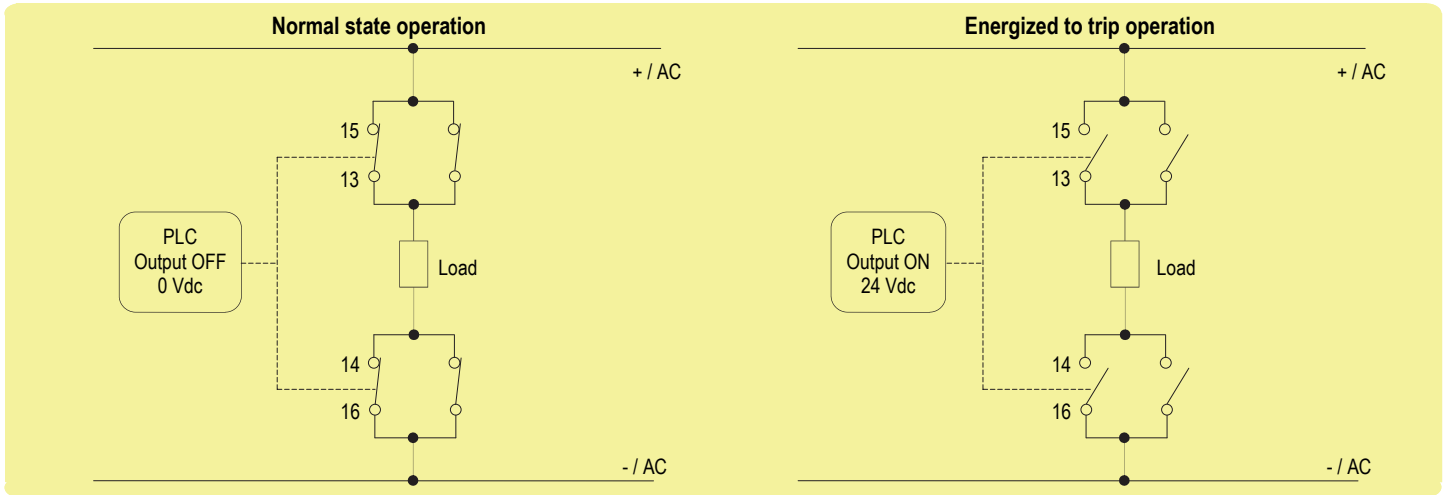 Normal state operation
+ / AC
15
13
PLC
Output OFF
0 Vdc
Load
14
16
- / AC
Energized to trip operation
+ / AC
15
13
PLC
Output ON
24 Vdc
Load
14
16
- / AC